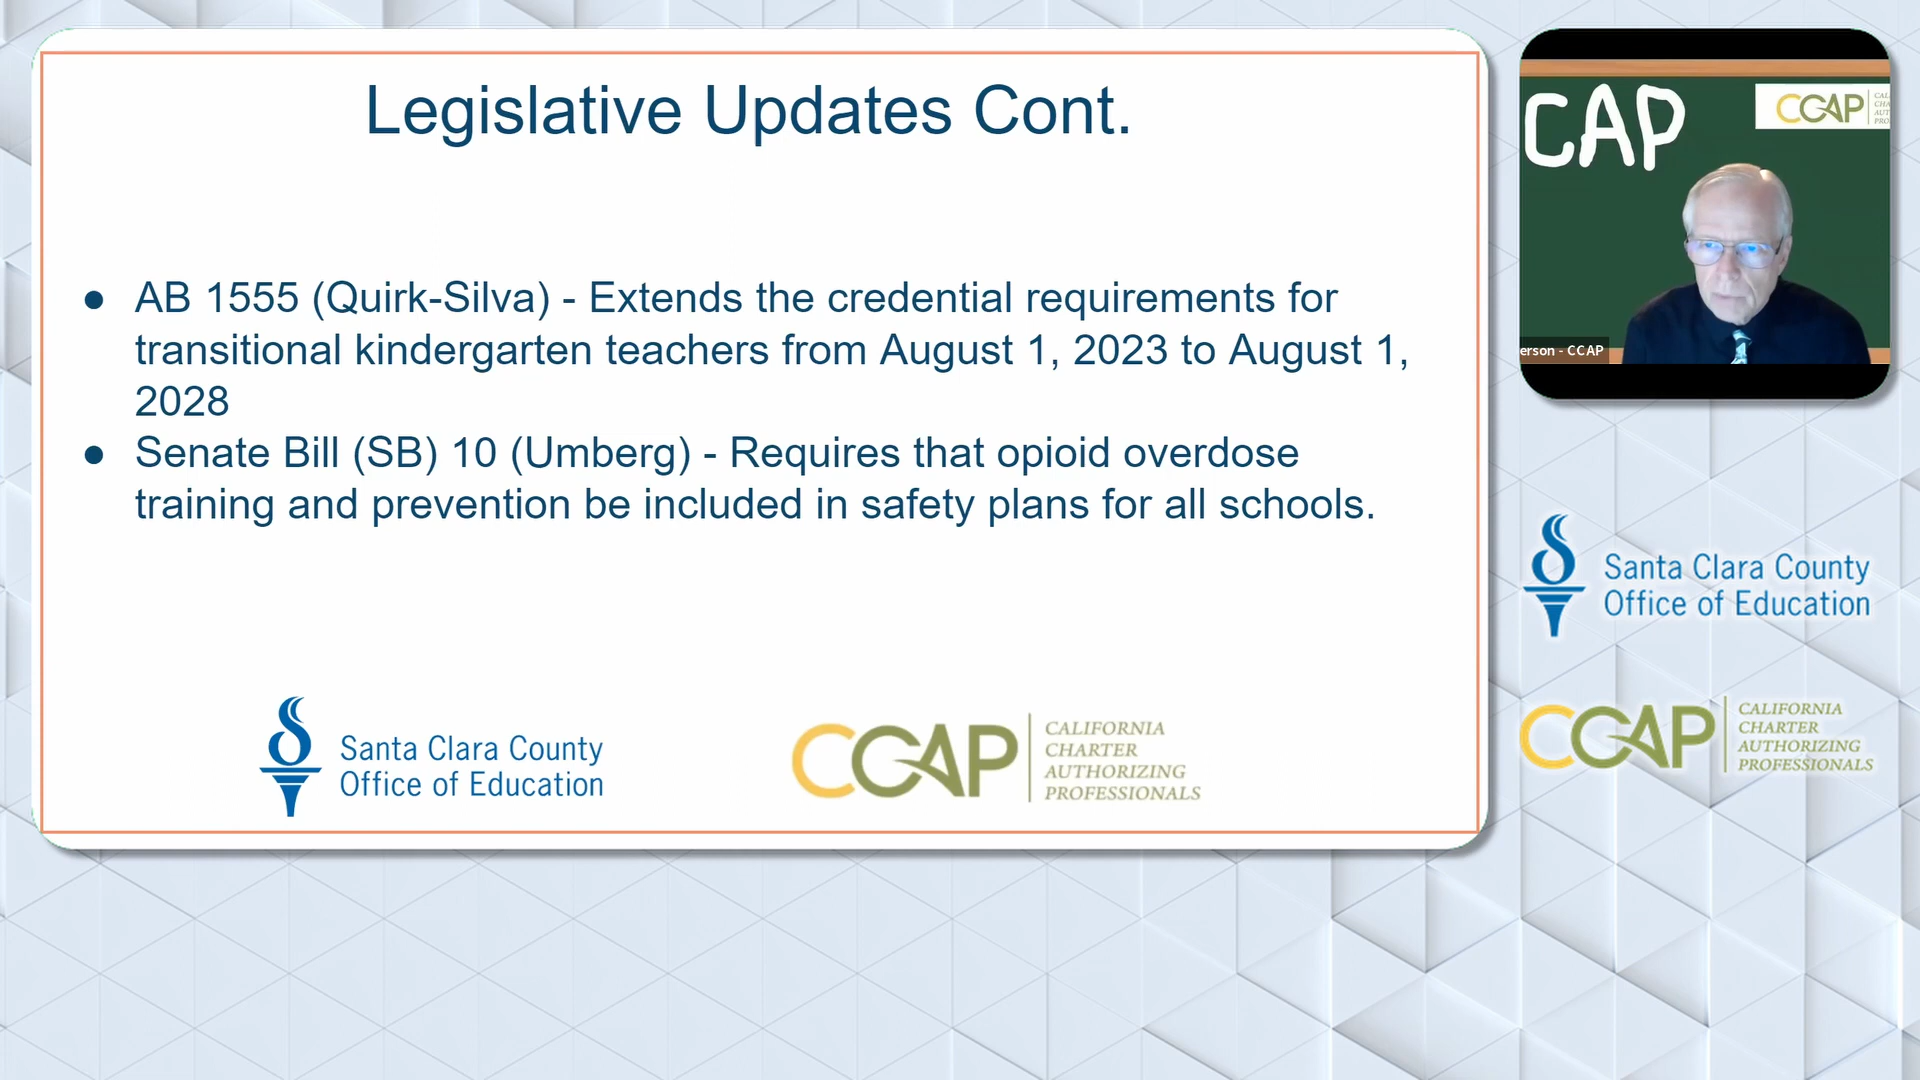 Legislative Updates Cont.
● AB 1555 (Quirk-Silva) - Extends the credential requirements for
transitional kindergarten teachers from August 1, 2023 to August 1,
2028
● Senate Bill (SB) 10 (Umberg) - Requires that opioid overdose
training and prevention be included in safety plans for all schools.
Santa Clara County
Office of Education
CCAP
CALIFORNIA
CHARTER
AUTHORIZING
PROFESSIONALS
CAP
CCAP
erson - CCAP
Santa Clara County
Office of Education
CCAP
CALIFORNIA
CHARTER
AUTHORIZING
PROFESSIONALS